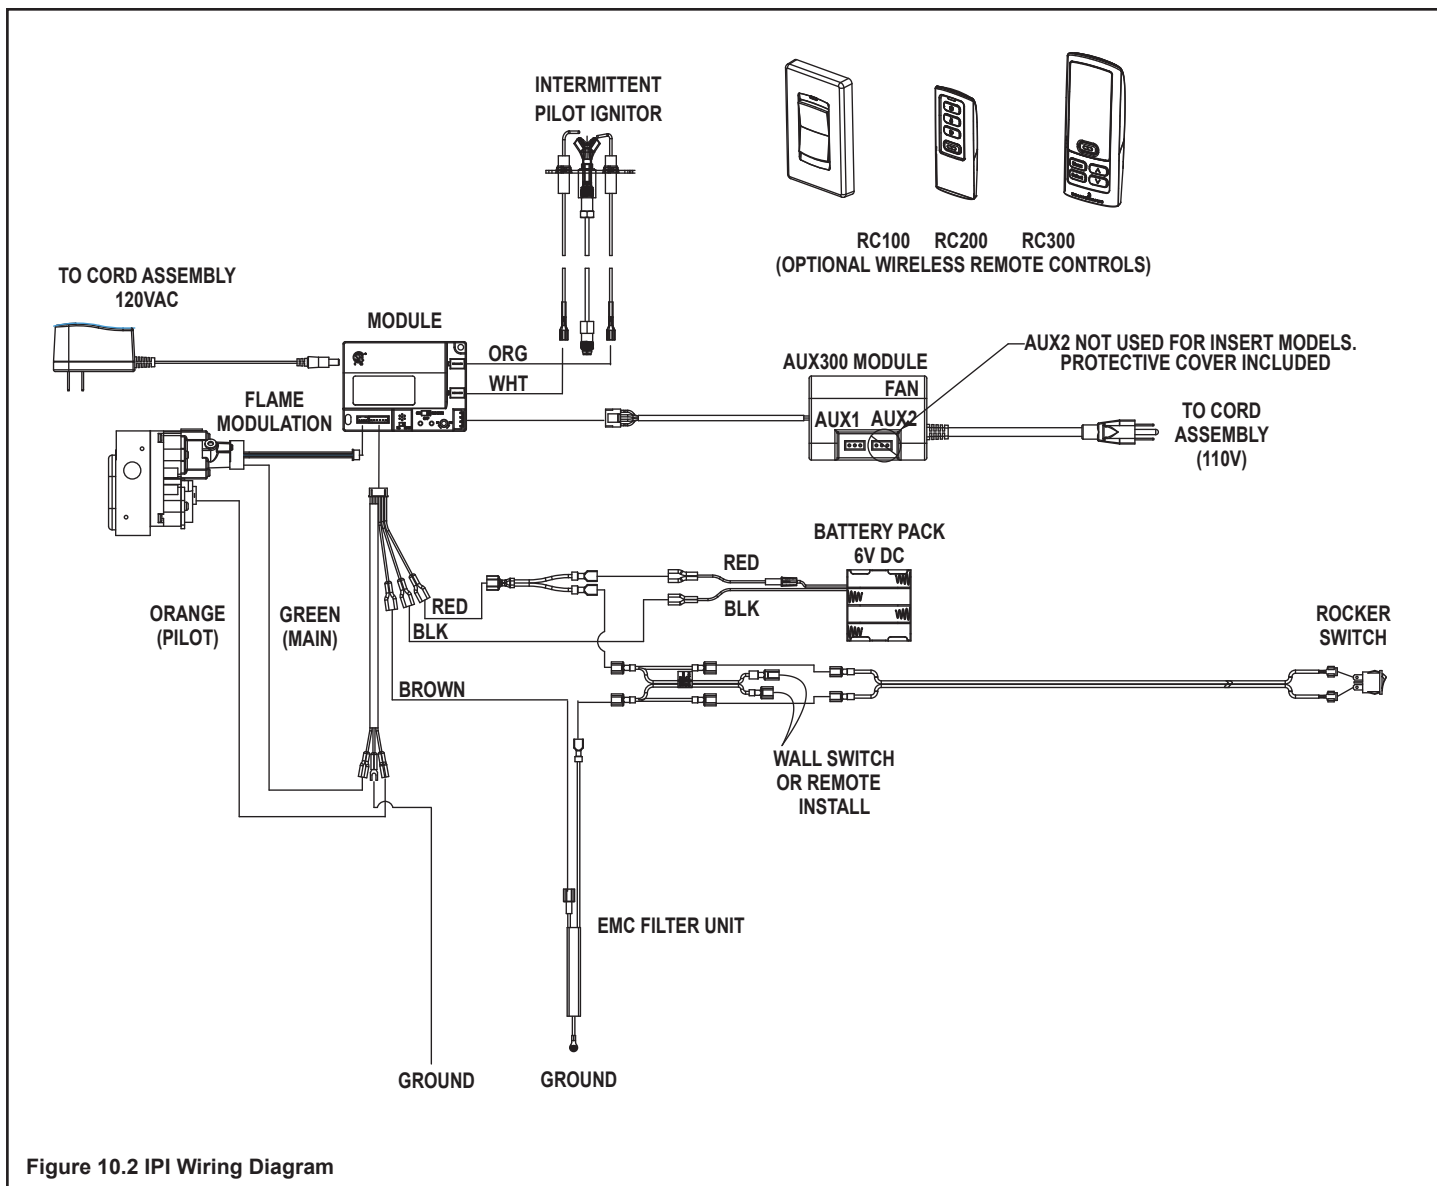 INTERMITTENT
PILOT IGNITOR
RC100 RC200 RC300
(OPTIONAL WIRELESS REMOTE CONTROLS)
TO CORD ASSEMBLY
120VAC
MODULE
ORG
WHT
FLAME
MODULATION
AUX2 NOT USED FOR INSERT MODELS.
PROTECTIVE COVER INCLUDED
AUX300 MODULE
FAN
AUX1 AUX2
TO CORD
ASSEMBLY
(110V)
BATTERY PACK
6V DC
RED
BLK
RED
BLK
ORANGE
(PILOT)
GREEN
(MAIN)
BROWN
ROCKER
SWITCH
WALL SWITCH
OR REMOTE
INSTALL
EMC FILTER UNIT
GROUND
GROUND
Figure 10.2 IPI Wiring Diagram